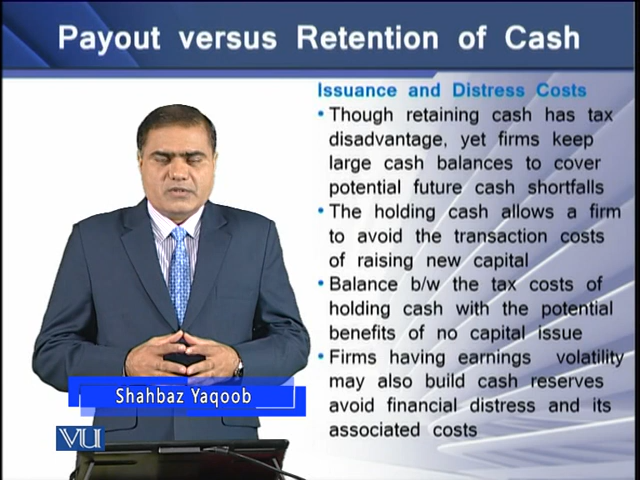 Payout versus Retention of Cash
Issuance and Distress Costs
• Though retaining cash has tax
disadvantage, yet firms keep
large cash balances to cover
potential future cash shortfalls
• The holding cash allows a firm
to avoid the transaction costs
of raising new capital
• Balance b/w the tax costs of
holding cash with the potential
benefits of no capital issue
• Firms having earnings volatility
may also build cash reserves
avoid financial distress and its
associated costs
Shahbaz Yaqoob
VU